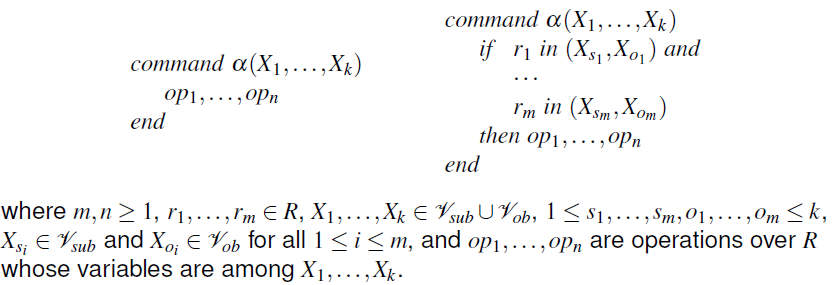 command α(X1,...,Xk)
op1,...,opn
end
command α(X1,...,Xk)
if r1 in (Xs1,Xo1) and
...
rm in (Xsm,Xom)
then op1,...,opn
end
where m,n ≥ 1, r1,...,rm ∈ R, X1,...,Xk ∈ 𝒱sub ∪ 𝒱ob, 1 ≤ s1,...,sm,o1,...,om ≤ k,
Xsi ∈ 𝒱sub and Xoi ∈ 𝒱ob for all 1 ≤ i ≤ m, and op1,...,opn are operations over R
whose variables are among X1,...,Xk.